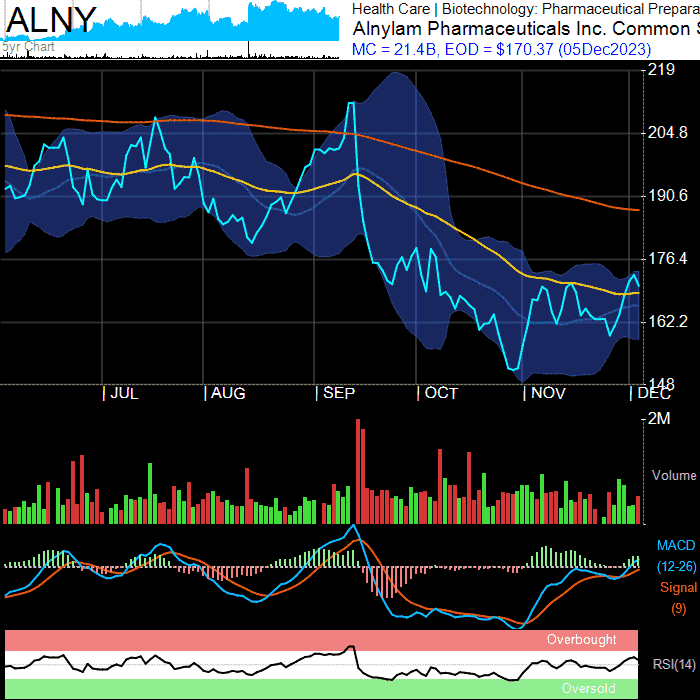 ALNY
5yr Chart
Health Care | Biotechnology: Pharmaceutical Prepara
Alnylam Pharmaceuticals Inc. Common S
MC = 21.4B, EOD = $170.37 (05Dec2023)
219
204.8
190.6
176.4
162.2
148
JUL
AUG
SEP
OCT
NOV
DEC
2M
Volume
MACD
(12-26)
Signal
(9)
Overbought
RSI(14)
Oversold